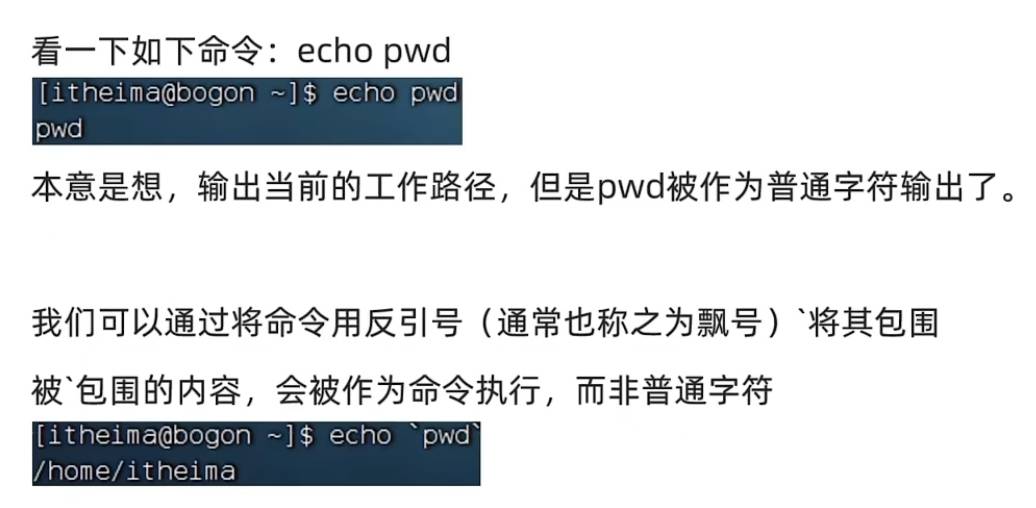 看一下如下命令：echo pwd
[itheima@bogon ~]$ echo pwd
pwd
本意是想，输出当前的工作路径，但是pwd被作为普通字符输出了。
我们可以通过将命令用反引号（通常也称之为飘号）`将其包围
被`包围的内容，会被作为命令执行，而非普通字符
[itheima@bogon ~]$ echo `pwd`
/home/itheima